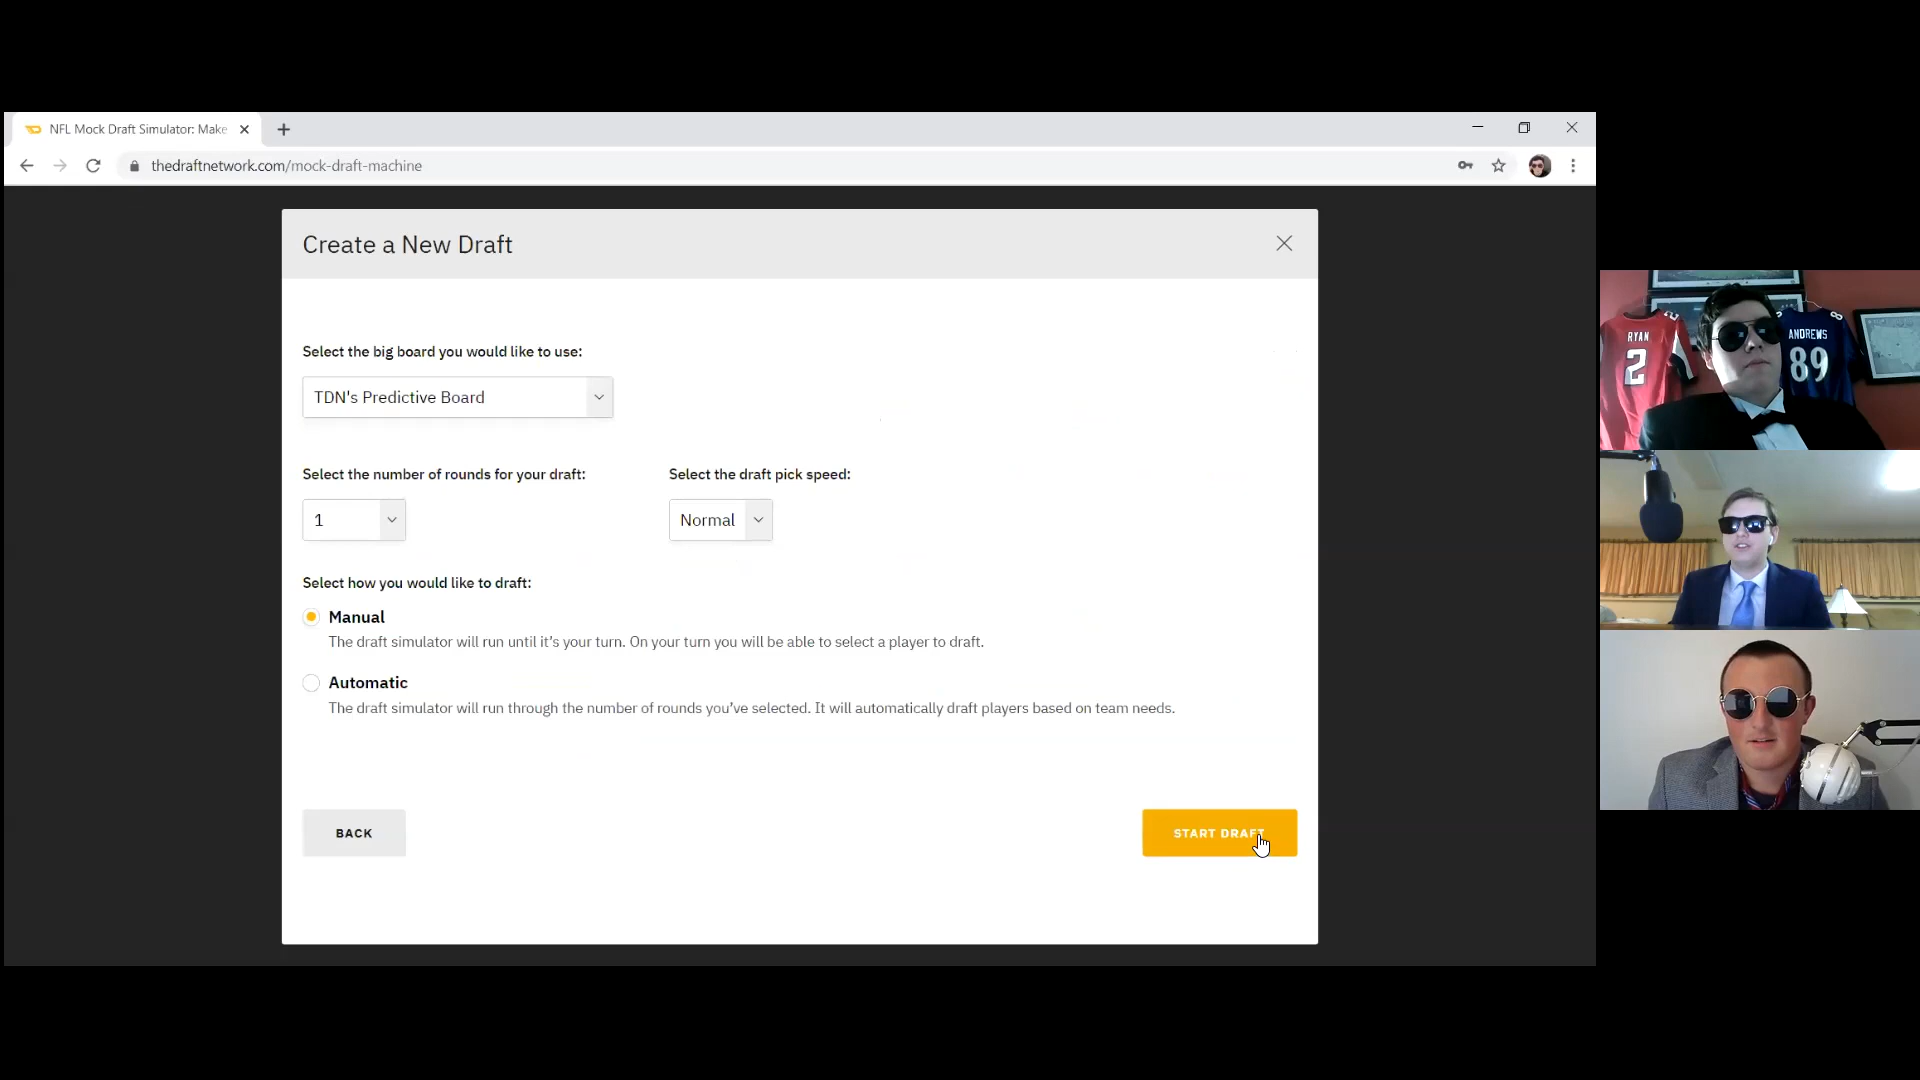 NFL Mock Draft Simulator: Make
thedraftnetwork.com/mock-draft-machine
Create a New Draft
Select the big board you would like to use:
TDN's Predictive Board
Select the number of rounds for your draft:
Select the draft pick speed:
1
Normal
Select how you would like to draft:
Manual
The draft simulator will run until it's your turn. On your turn you will be able to select a player to draft.
Automatic
The draft simulator will run through the number of rounds you've selected. It will automatically draft players based on team needs.
BACK
START DRAFT
RYAN
2
ANDREWS
89